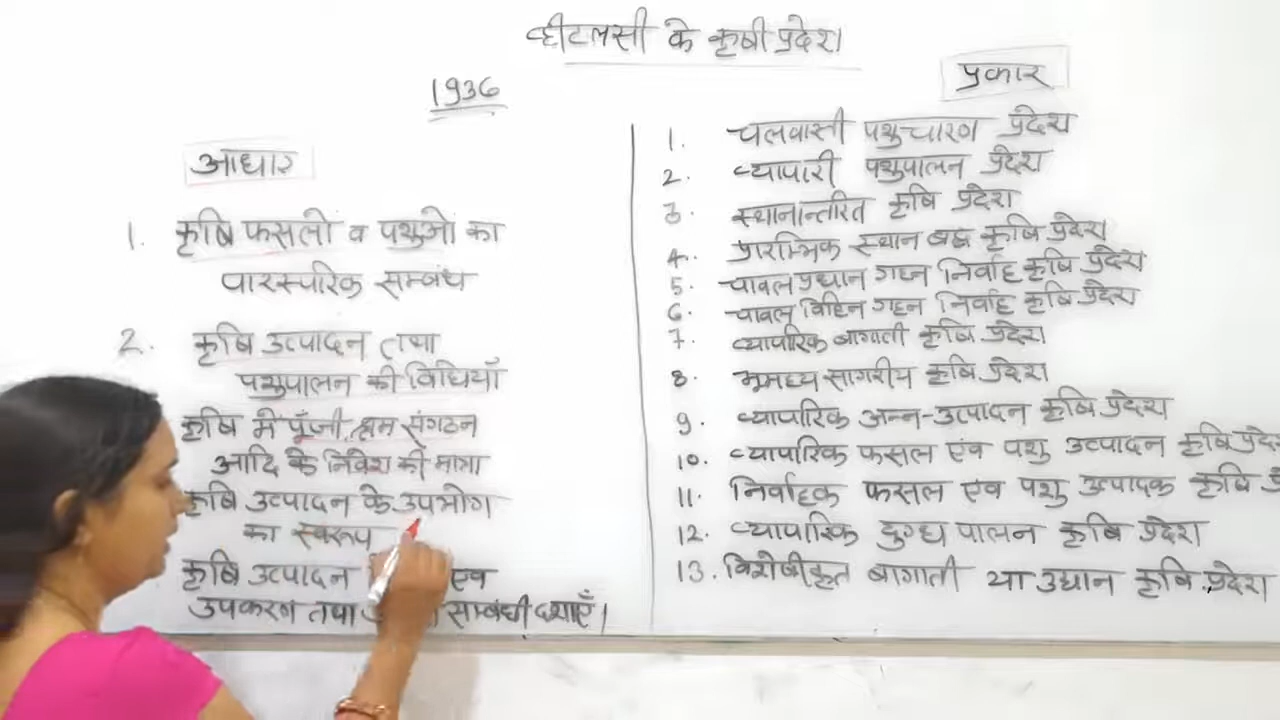 व्हीटलसी के कृषी प्रदेश
1936
आधार
1. कृषि फसलो व पशुओ का
पारस्परिक सम्बंध
2. कृषि उत्पादन तथा
पशुपालन की विधियाँ
कृषि मे पूँजी, श्रम संगठन
आदि के निवेश की मागा
कृषि उत्पादन के उपभोग
का स्वरूप
कृषि उत्पादन एंव
उपकरण तथा सम्बंधी दशाएँ।
प्रकार
1. चलवासी पशुचारण प्रदेश
2. व्यापारी पशुपालन प्रदेश
3. स्थानान्तरित कृषि प्रदेश
4. प्रारम्भिक स्थान बद्ध कृषि प्रदेश
5. चावल प्रधान गहन निर्वाह कृषि प्रदेश
6. चावल विहिन गहन निर्वाह कृषि प्रदेश
7. व्यापारिक बागाती कृषि प्रदेश
8. भूमध्य सागरीय कृषि प्रदेश
9. व्यापारिक अन्न-उत्पादन कृषि प्रदेश
10. व्यापारिक फसल एंव पशु उत्पादन कृषि प्रदे
11. निर्वाहक फसल एंव पशु उत्पादक कृषि
12. व्यापारिक दुग्ध पालन कृषि प्रदेश
13. विशेषीकृत बागाती या उद्यान कृषि प्रदेश